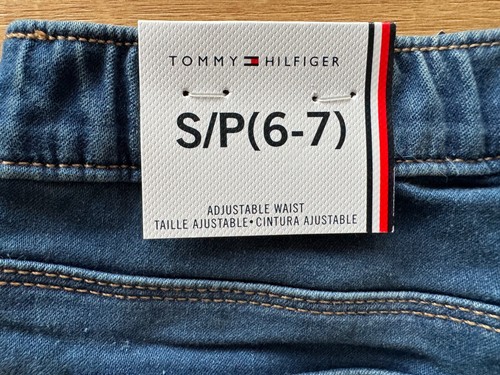 TOMMY HILFIGER
S/P(6-7)
ADJUSTABLE WAIST
TAILLE AJUSTABLE•CINTURA AJUSTABLE